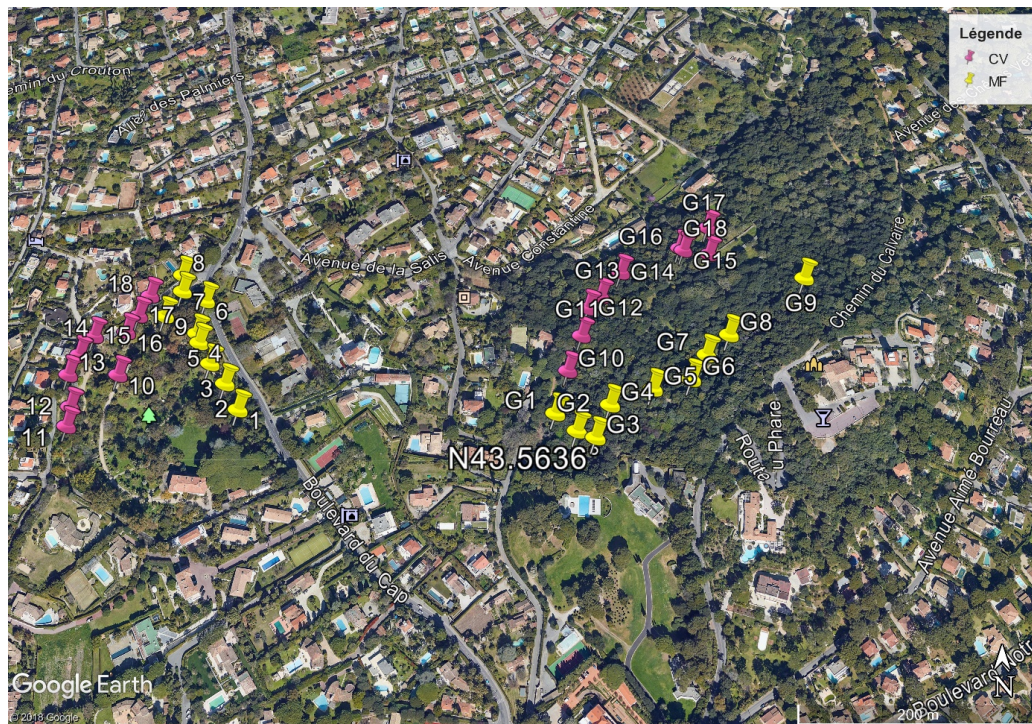 Légende
CV
MF
emin du Crouton
Allée des Palmiers
Avenue de la Salis
Avenue Constantine
Chemin du Calvaire
Avenue
G17
G18
G16
G15
G13
G14
G12
G11
G9
G8
G7
G6
G5
G10
G4
G1
G2
G3
8
18
7
6
17
9
14
15
16
5
4
13
10
3
12
2
1
11
N43.5636
Route
u Phare
Boulevard du Cap
Avenue Aimé Bourreau
Boulevard
N
Google Earth
© 2018 Google
200 m